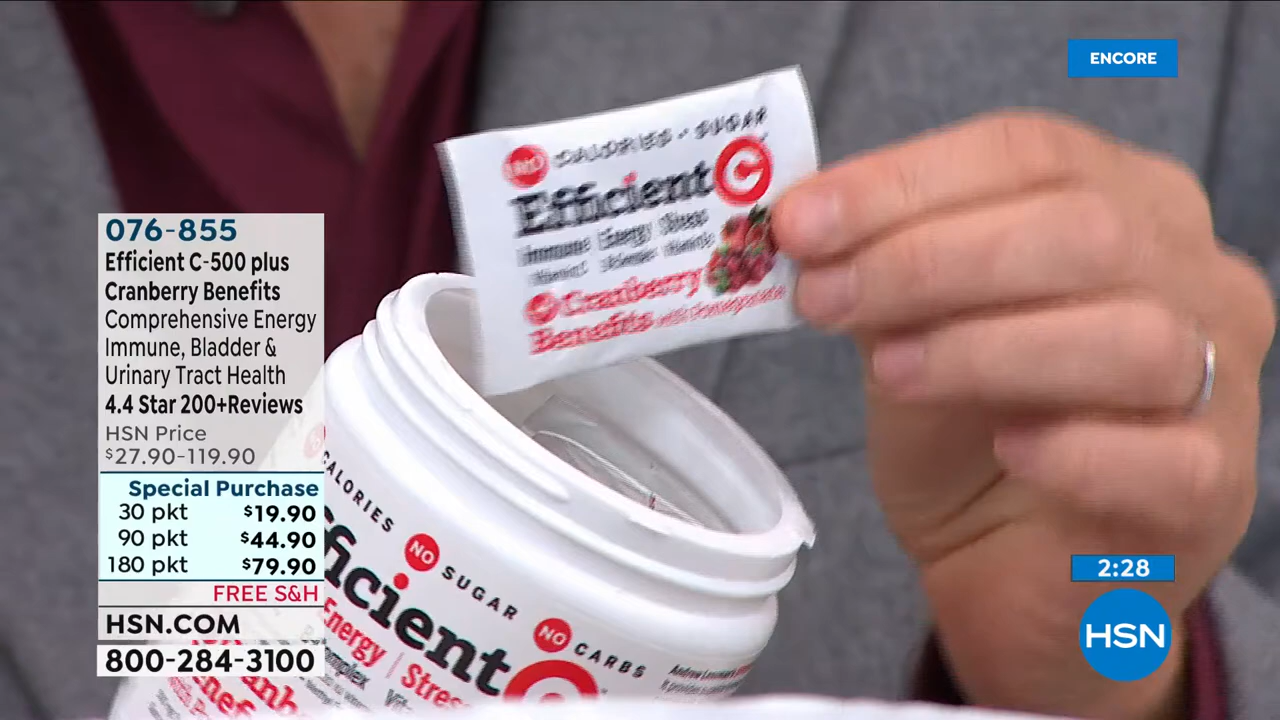 ENCORE
NO CALORIES • SUGAR
Efficient C
Immune Energy Stress
Cranberry
Benefits with Pomegranate
076-855
Efficient C-500 plus
Cranberry Benefits
Comprehensive Energy
Immune, Bladder &
Urinary Tract Health
4.4 Star 200+Reviews
HSN Price
$27.90-119.90
Special Purchase
30 pkt $19.90
90 pkt $44.90
180 pkt $79.90
FREE S&H
HSN.COM
800-284-3100
CALORIES
NO SUGAR
NO CARBS
ficient
Energy | Stres
2:28
HSN